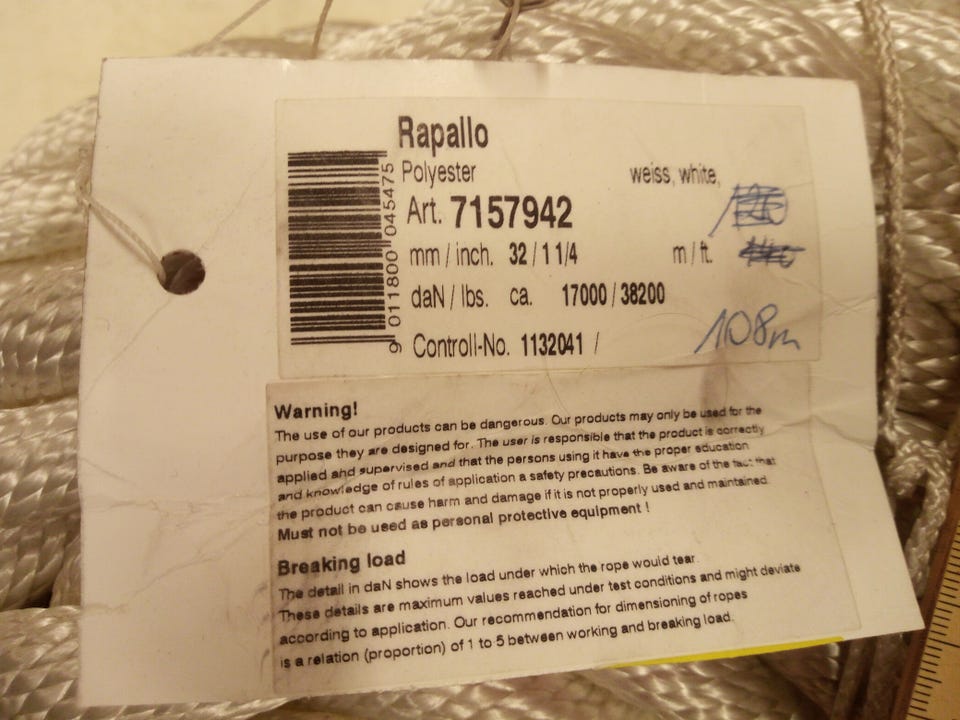 Rapallo
Polyester weiss, white,
Art. 7157942
mm / inch. 32 / 1 1/4 m / ft.
daN / lbs. ca. 17000 / 38200
Controll-No. 1132041 / 108m
9 011800 045475
Warning!
The use of our products can be dangerous. Our products may only be used for the
purpose they are designed for. The user is responsible that the product is correctly
applied and supervised and that the persons using it have the proper education
and knowledge of rules of application a safety precautions. Be aware of the fact that
the product can cause harm and damage if it is not properly used and maintained.
Must not be used as personal protective equipment !
Breaking load
The detail in daN shows the load under which the rope would tear.
These details are maximum values reached under test conditions and might deviate
according to application. Our recommendation for dimensioning of ropes
is a relation (proportion) of 1 to 5 between working and breaking load.